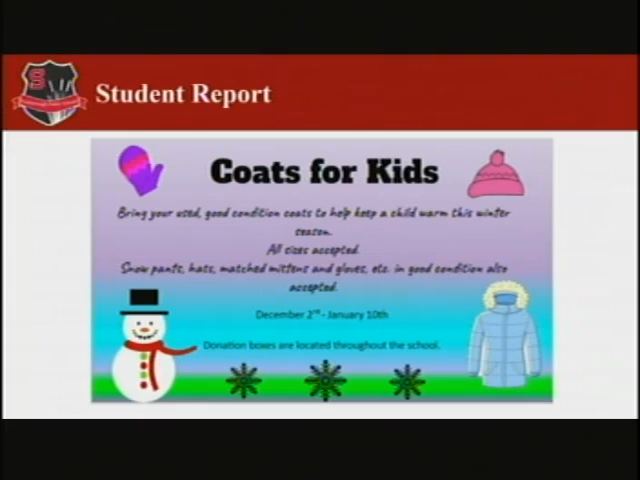 S
Student Report
Coats for Kids
Bring your used, good condition coats to help keep a child warm this winter
season.
All sizes accepted.
Snow pants, hats, matched mittens and gloves, etc. in good condition also
accepted.
December 2nd - January 10th
Donation boxes are located throughout the school.